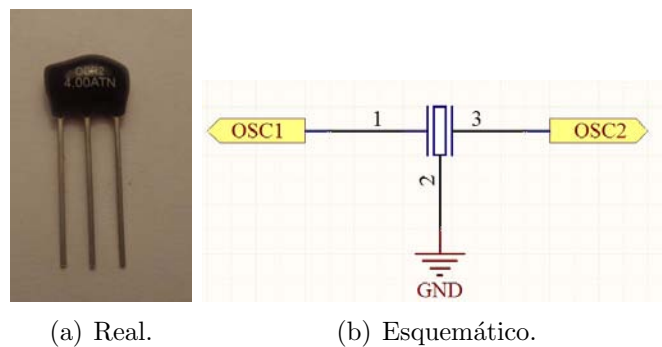 4.00ATN
OSC1
1
3
OSC2
2
GND
(a) Real.
(b) Esquemático.